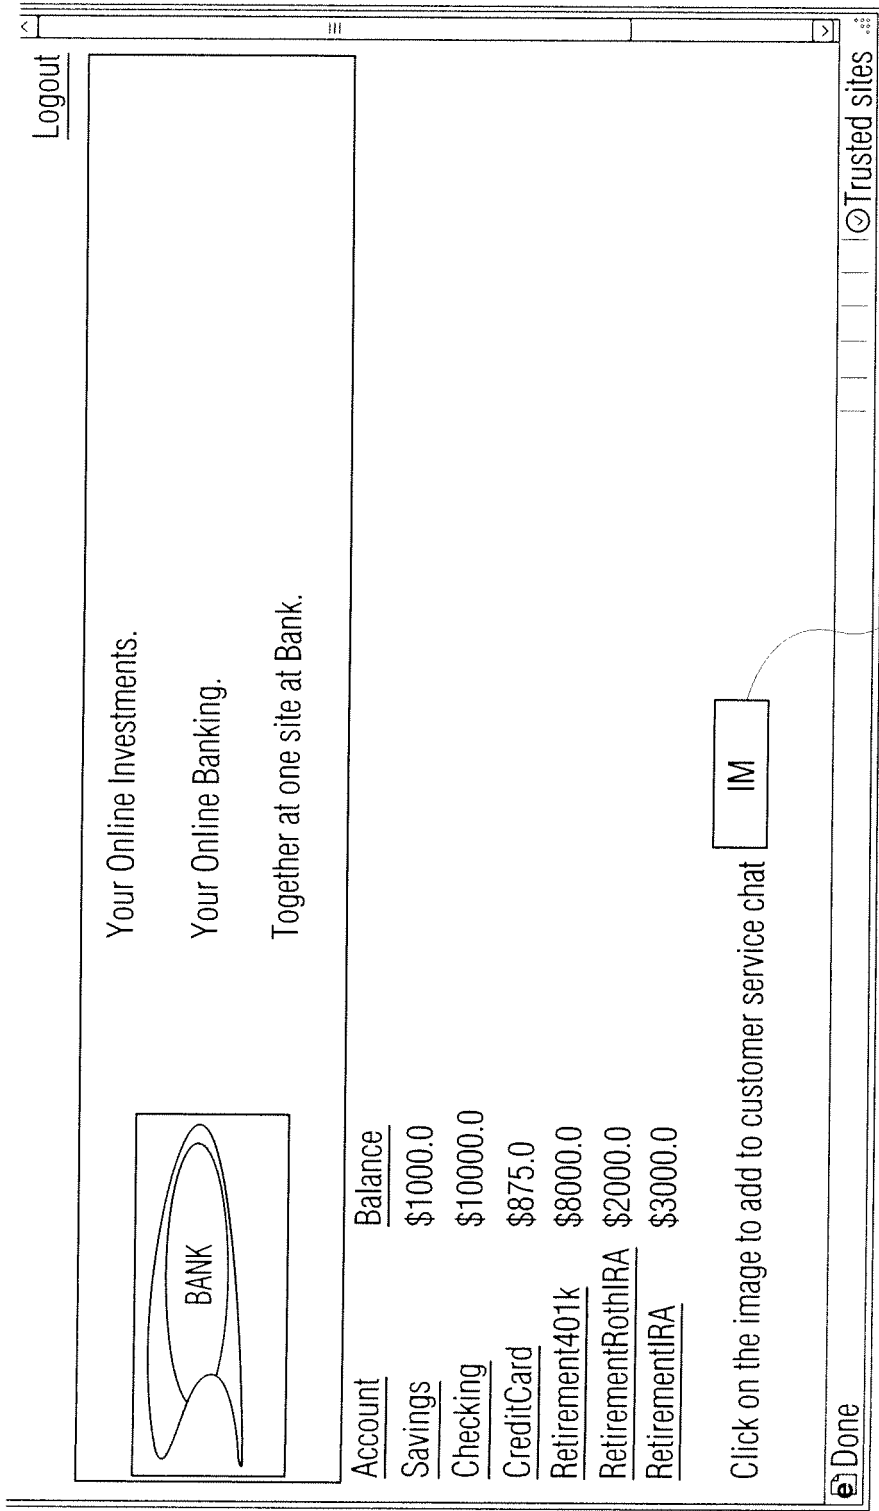 Logout
BANK
Your Online Investments.
Your Online Banking.
Together at one site at Bank.
Account Balance
Savings $1000.0
Checking $10000.0
CreditCard $875.0
Retirement401k $8000.0
RetirementRothIRA $2000.0
RetirementIRA $3000.0
Click on the image to add to customer service chat IM
e Done Trusted sites